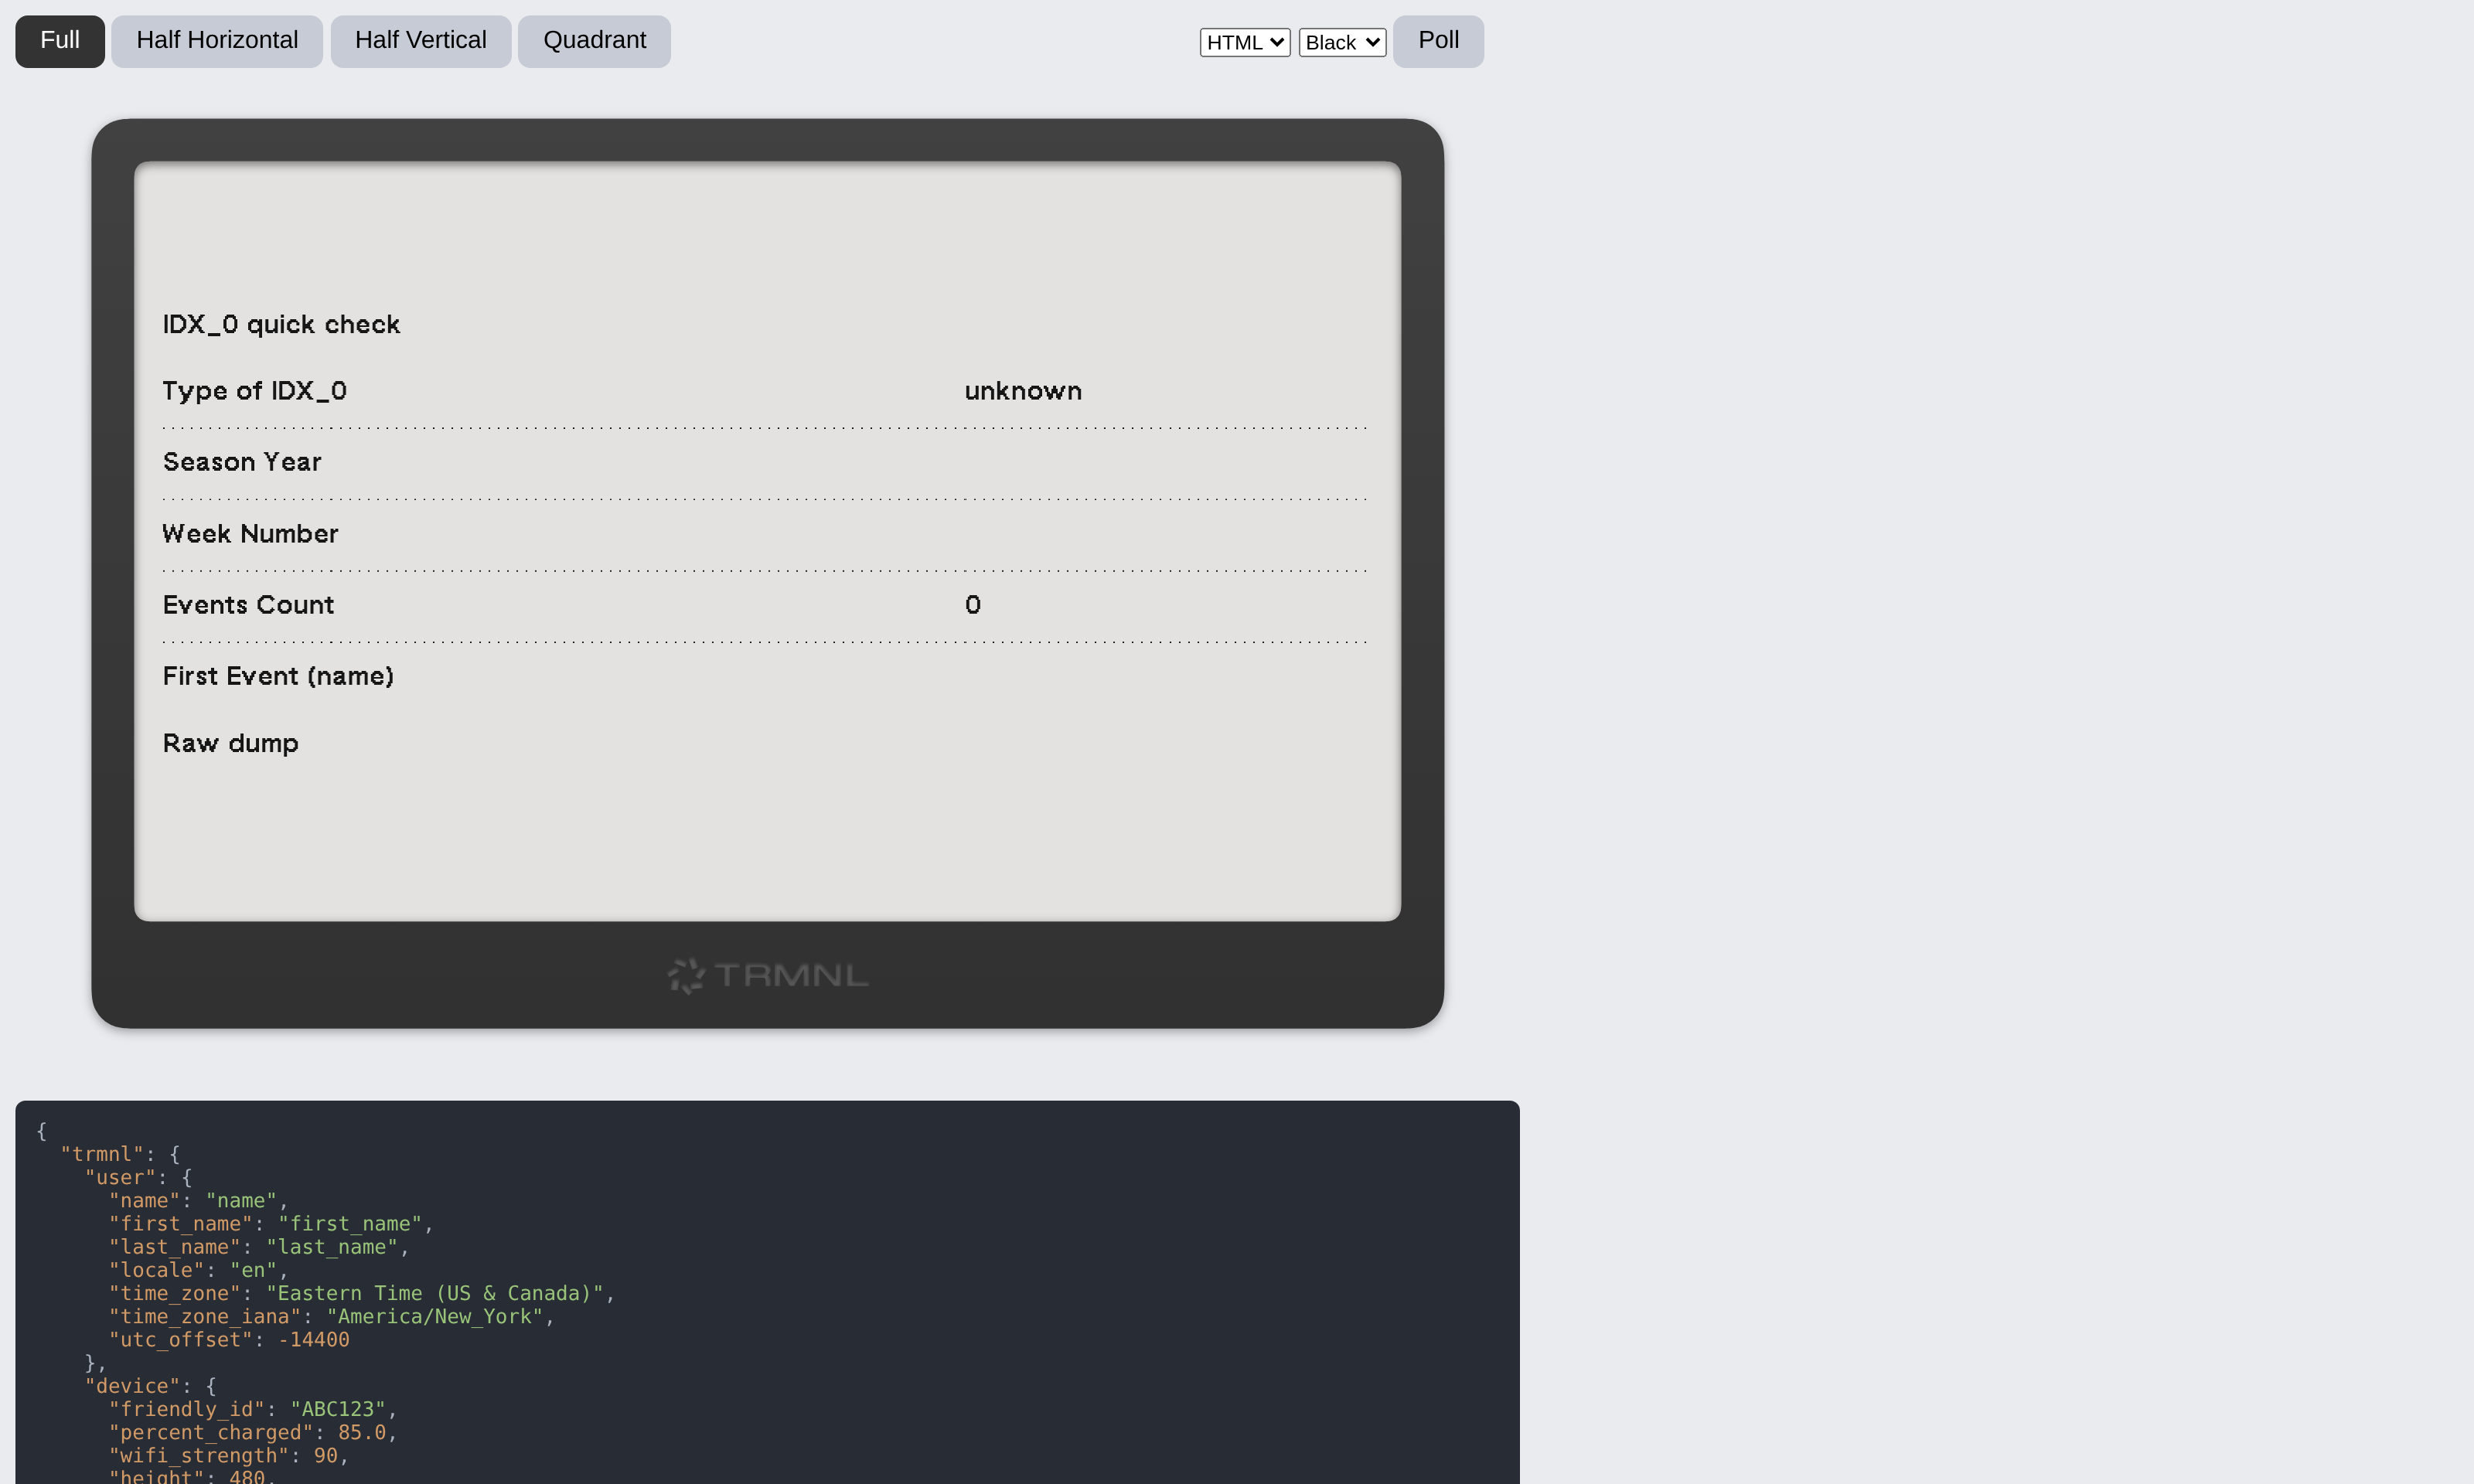 Full Half Horizontal Half Vertical Quadrant HTML Black Poll
IDX_0 quick check
Type of IDX_0 unknown
Season Year
Week Number
Events Count 0
First Event (name)
Raw dump
TRMNL
{
  "trmnl": {
    "user": {
      "name": "name",
      "first_name": "first_name",
      "last_name": "last_name",
      "locale": "en",
      "time_zone": "Eastern Time (US & Canada)",
      "time_zone_iana": "America/New_York",
      "utc_offset": -14400
    },
    "device": {
      "friendly_id": "ABC123",
      "percent_charged": 85.0,
      "wifi_strength": 90,
      "height": 480,